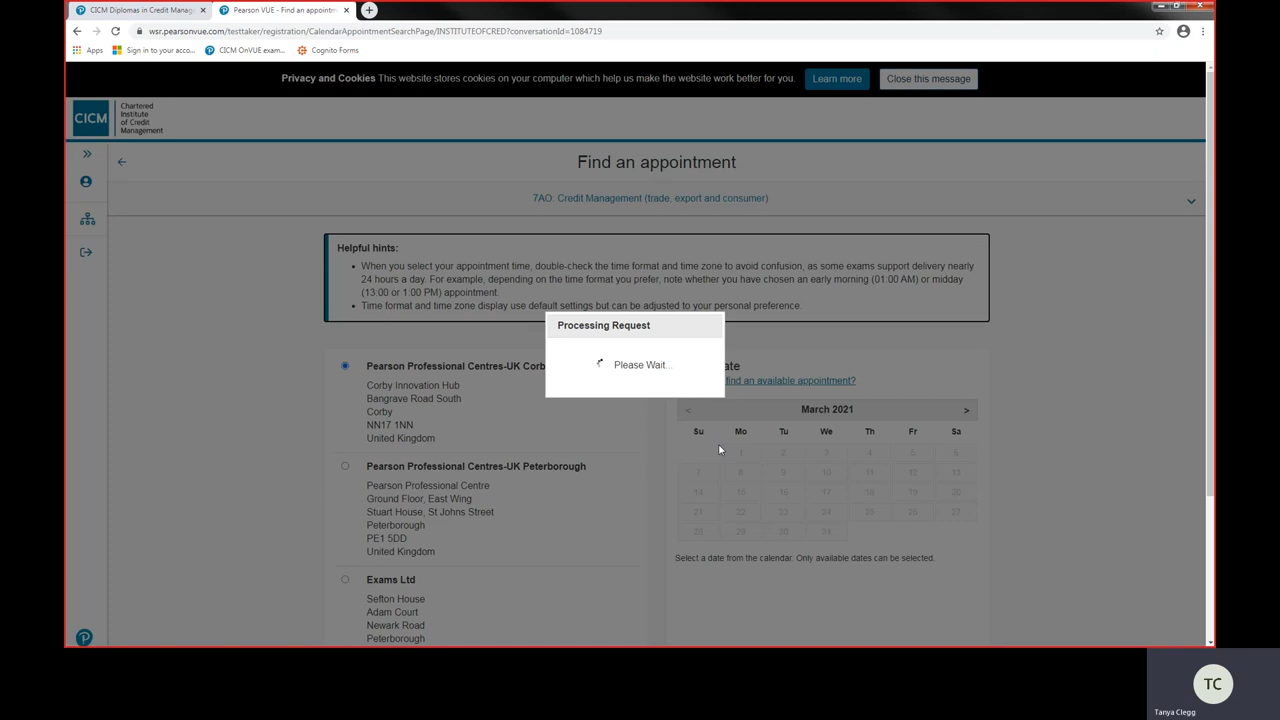 CICM Diplomas in Credit Manag
Pearson VUE - Find an appointm
wsr.pearsonvue.com/testtaker/registration/CalendarAppointmentSearchPage/INSTITUTEOFCRED?conversationId=1084719
Apps
Sign in to your acco...
CICM OnVUE exam...
Cognito Forms
Privacy and Cookies This website stores cookies on your computer which help us make the website work better for you.
Learn more
Close this message
CICM
Chartered
Institute
of Credit
Management
Find an appointment
7AO: Credit Management (trade, export and consumer)
Helpful hints:
When you select your appointment time, double-check the time format and time zone to avoid confusion, as some exams support delivery nearly
24 hours a day. For example, depending on the time format you prefer, note whether you have chosen an early morning (01:00 AM) or midday
(13:00 or 1:00 PM) appointment.
Time format and time zone display use default settings but can be adjusted to your personal preference.
Processing Request
Please Wait...
Pearson Professional Centres-UK Corb
Corby Innovation Hub
Bangrave Road South
Corby
NN17 1NN
United Kingdom
Pearson Professional Centres-UK Peterborough
Pearson Professional Centre
Ground Floor, East Wing
Stuart House, St Johns Street
Peterborough
PE1 5DD
United Kingdom
Exams Ltd
Sefton House
Adam Court
Newark Road
Peterborough
ate
find an available appointment?
< March 2021 >
Su Mo Tu We Th Fr Sa
1 2 3 4 5 6
7 8 9 10 11 12 13
14 15 16 17 18 19 20
21 22 23 24 25 26 27
28 29 30 31
Select a date from the calendar. Only available dates can be selected.
TC
Tanya Clegg